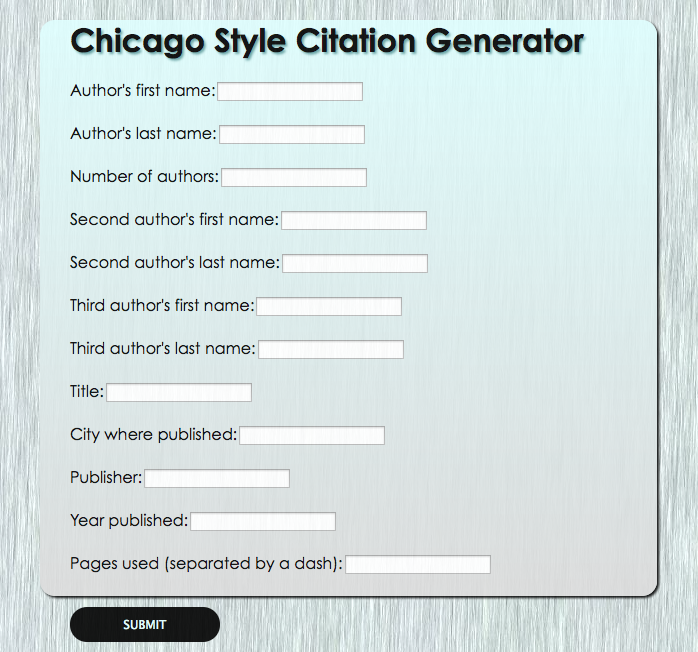 Chicago Style Citation Generator
Author's first name:
Author's last name:
Number of authors:
Second author's first name:
Second author's last name:
Third author's first name:
Third author's last name:
Title:
City where published:
Publisher:
Year published:
Pages used (separated by a dash):
SUBMIT